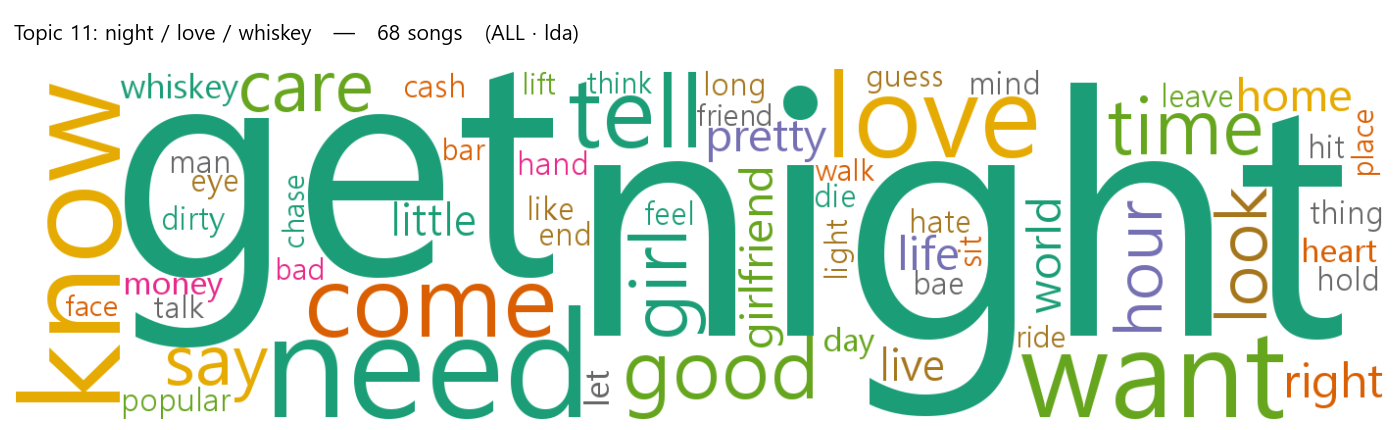 Topic 11: night / love / whiskey — 68 songs (ALL · lda)
whiskey
care
cash
lift
think
long
guess
mind
leave
home
know
get
tell
friend
pretty
love
time
place
man
eye
bar
hand
night
walk
hit
dirty
chase
little
like
end
feel
girl
girlfriend
die
light
hate
life
sit
bae
world
hour
look
thing
heart
hold
money
bad
face
talk
come
say
need
let
good
day
live
ride
want
right
popular